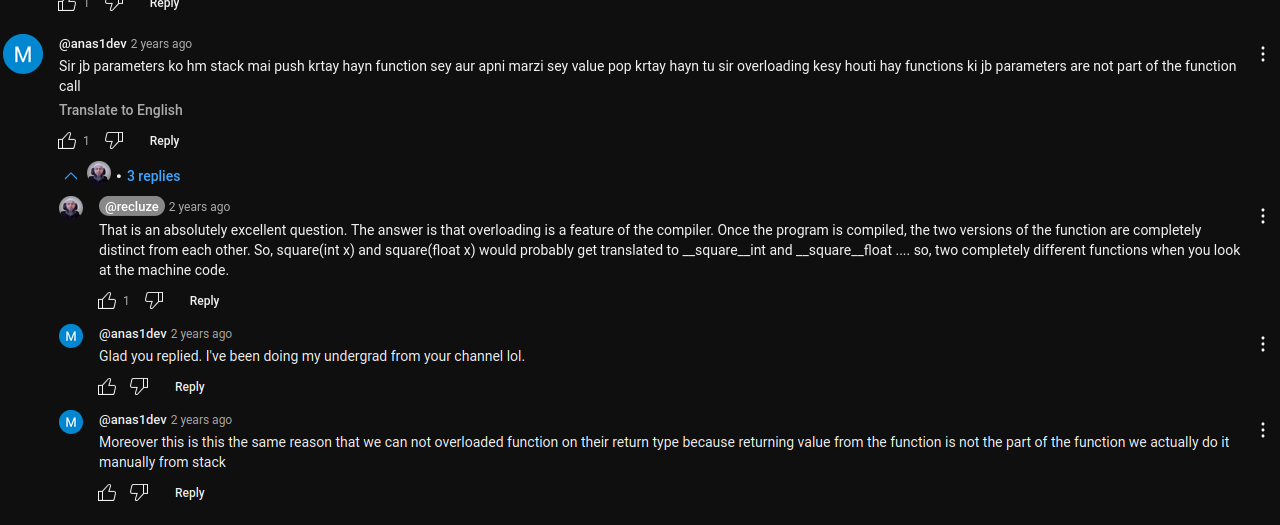 1 Reply
@anas1dev 2 years ago
M
Sir jb parameters ko hm stack mai push krtay hayn function sey aur apni marzi sey value pop krtay hayn tu sir overloading kesy houti hay functions ki jb parameters are not part of the function
call
Translate to English
1 Reply
• 3 replies
@recluze 2 years ago
That is an absolutely excellent question. The answer is that overloading is a feature of the compiler. Once the program is compiled, the two versions of the function are completely
distinct from each other. So, square(int x) and square(float x) would probably get translated to __square__int and __square__float .... so, two completely different functions when you look
at the machine code.
1 Reply
M @anas1dev 2 years ago
Glad you replied. I've been doing my undergrad from your channel lol.
Reply
M @anas1dev 2 years ago
Moreover this is this the same reason that we can not overloaded function on their return type because returning value from the function is not the part of the function we actually do it
manually from stack
Reply